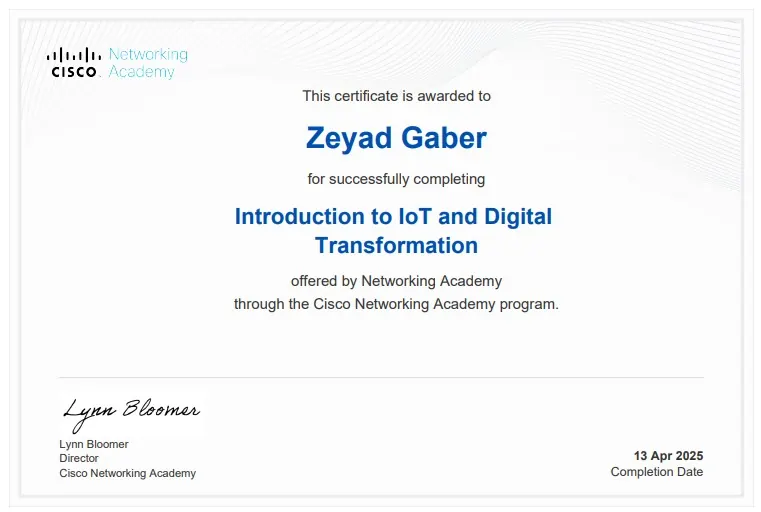 Networking
CISCO Academy
This certificate is awarded to
Zeyad Gaber
for successfully completing
Introduction to IoT and Digital
Transformation
offered by Networking Academy
through the Cisco Networking Academy program.
Lynn Bloomer
Lynn Bloomer
Director
Cisco Networking Academy
13 Apr 2025
Completion Date